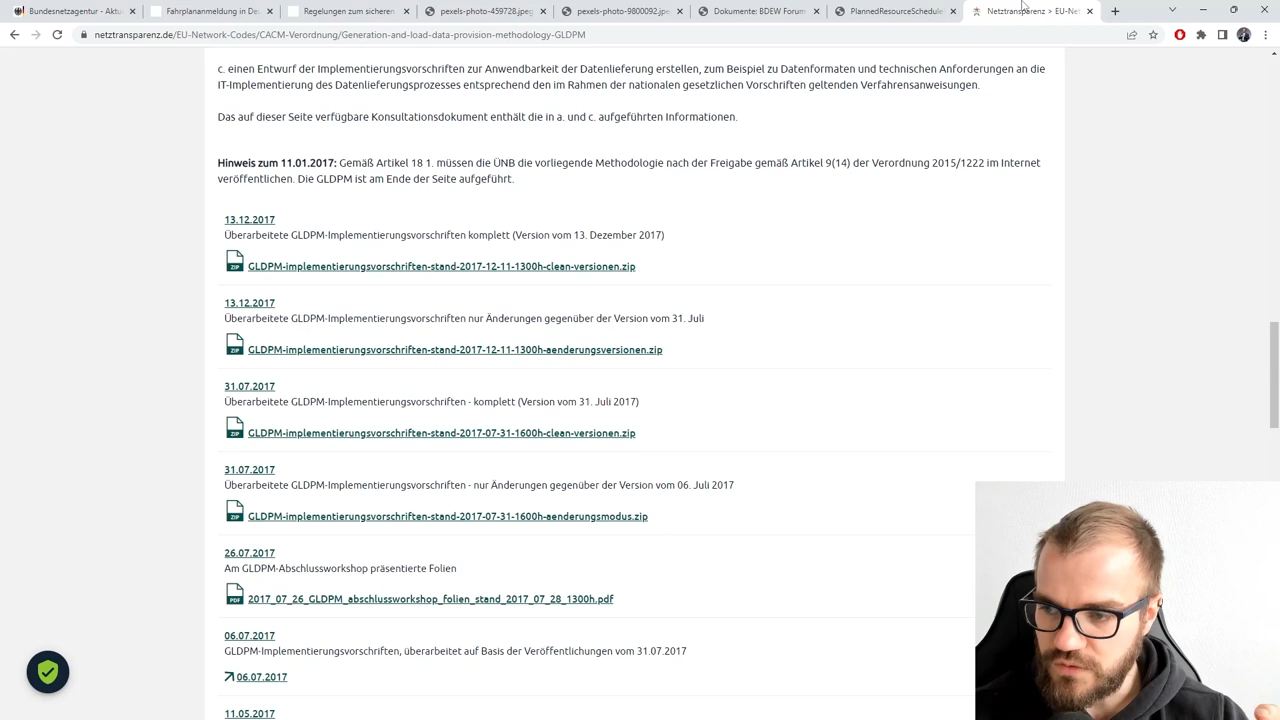 Bundesnetzagentur - Aktu
Fahrplananmeldung in De
Regelungen zum sicheren
pexels-photo-459728.jpeg
pexels-photo-9800092.jpe
Dokumente: BDEW Forum
PlannedResourceSchedule
Netztransparenz > EU-Net
netztransparenz.de/EU-Network-Codes/CACM-Verordnung/Generation-and-load-data-provision-methodology-GLDPM
c. einen Entwurf der Implementierungsvorschriften zur Anwendbarkeit der Datenlieferung erstellen, zum Beispiel zu Datenformaten und technischen Anforderungen an die
IT-Implementierung des Datenlieferungsprozesses entsprechend den im Rahmen der nationalen gesetzlichen Vorschriften geltenden Verfahrensanweisungen.
Das auf dieser Seite verfügbare Konsultationsdokument enthält die in a. und c. aufgeführten Informationen.
Hinweis zum 11.01.2017: Gemäß Artikel 18 1. müssen die ÜNB die vorliegende Methodologie nach der Freigabe gemäß Artikel 9(14) der Verordnung 2015/1222 im Internet
veröffentlichen. Die GLDPM ist am Ende der Seite aufgeführt.
13.12.2017
Überarbeitete GLDPM-Implementierungsvorschriften komplett (Version vom 13. Dezember 2017)
ZIP GLDPM-implementierungsvorschriften-stand-2017-12-11-1300h-clean-versionen.zip
13.12.2017
Überarbeitete GLDPM-Implementierungsvorschriften nur Änderungen gegenüber der Version vom 31. Juli
ZIP GLDPM-implementierungsvorschriften-stand-2017-12-11-1300h-aenderungsversionen.zip
31.07.2017
Überarbeitete GLDPM-Implementierungsvorschriften - komplett (Version vom 31. Juli 2017)
ZIP GLDPM-implementierungsvorschriften-stand-2017-07-31-1600h-clean-versionen.zip
31.07.2017
Überarbeitete GLDPM-Implementierungsvorschriften - nur Änderungen gegenüber der Version vom 06. Juli 2017
ZIP GLDPM-implementierungsvorschriften-stand-2017-07-31-1600h-aenderungsmodus.zip
26.07.2017
Am GLDPM-Abschlussworkshop präsentierte Folien
PDF 2017_07_26_GLDPM_abschlussworkshop_folien_stand_2017_07_28_1300h.pdf
06.07.2017
GLDPM-Implementierungsvorschriften, überarbeitet auf Basis der Veröffentlichungen vom 31.07.2017
06.07.2017
11.05.2017